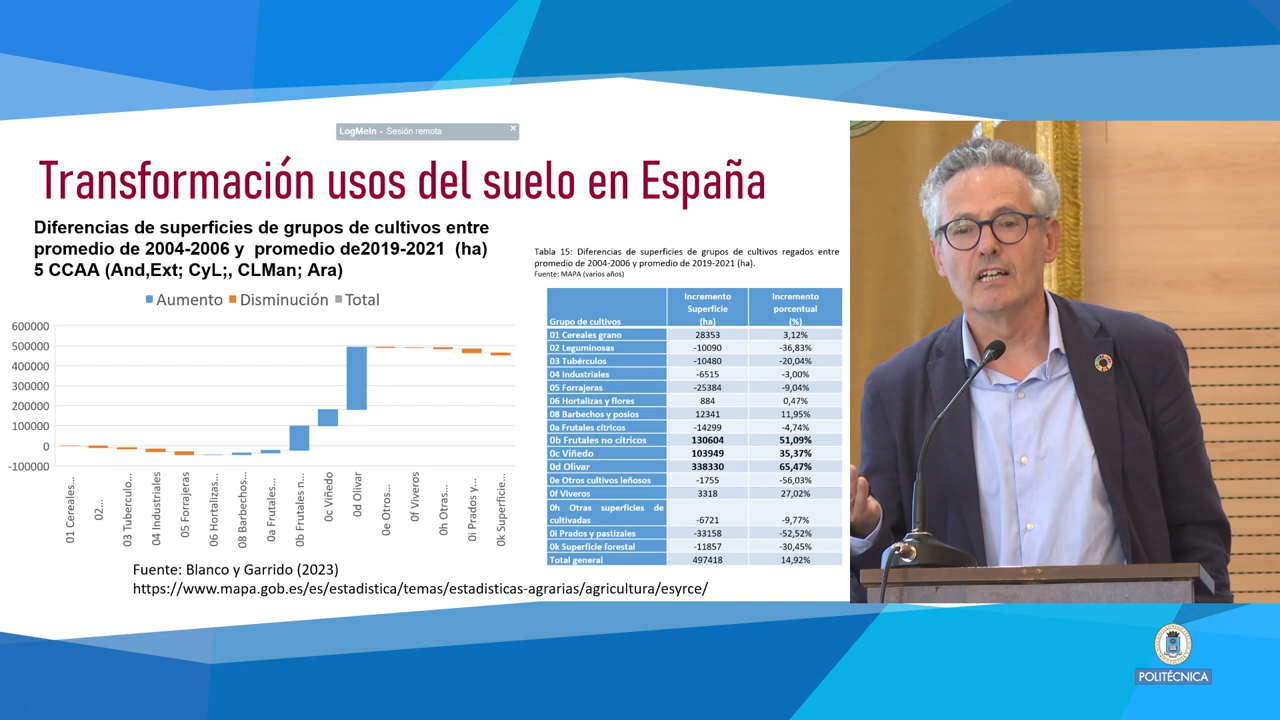 LogMeIn - Sesión remota
Transformación usos del suelo en España
Diferencias de superficies de grupos de cultivos entre
promedio de 2004-2006 y promedio de2019-2021 (ha)
5 CCAA (And,Ext; CyL;, CLMan; Ara)
Aumento Disminución Total
600000
500000
400000
300000
200000
100000
0
-100000
01 Cereales...
02...
03 Tuberculo...
04 Industriales
05 Forrajeras
06 Hortalizas...
08 Barbechos...
0a Frutales...
0b Frutales n...
0c Viñedo
0d Olivar
0e Otros...
0f Viveros
0h Otras...
0i Prados y...
0k Superficie...
Tabla 15: Diferencias de superficies de grupos de cultivos regados entre
promedio de 2004-2006 y promedio de 2019-2021 (ha).
Fuente: MAPA (varios años)
Grupo de cultivos Incremento Superficie (ha) Incremento porcentual (%)
01 Cereales grano 28353 3,12%
02 Leguminosas -10090 -36,83%
03 Tubérculos -10480 -20,04%
04 Industriales -6515 -3,00%
05 Forrajeras -25384 -9,04%
06 Hortalizas y flores 884 0,47%
08 Barbechos y posios 12341 11,95%
0a Frutales cítricos -14299 -4,74%
0b Frutales no cítricos 130604 51,09%
0c Viñedo 103949 35,37%
0d Olivar 338330 65,47%
0e Otros cultivos leñosos -1755 -56,03%
0f Viveros 3318 27,02%
0h Otras superficies de
cultivadas -6721 -9,77%
0i Prados y pastizales -33158 -52,52%
0k Superficie forestal -11857 -30,45%
Total general 497418 14,92%
Fuente: Blanco y Garrido (2023)
https://www.mapa.gob.es/es/estadistica/temas/estadisticas-agrarias/agricultura/esyrce/
POLITÉCNICA